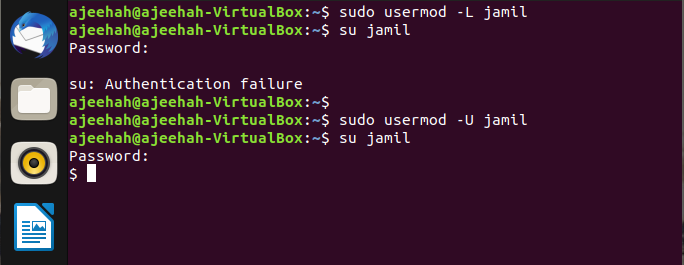 ajeehah@ajeehah-VirtualBox:~$ sudo usermod -L jamil
ajeehah@ajeehah-VirtualBox:~$ su jamil
Password:
su: Authentication failure
ajeehah@ajeehah-VirtualBox:~$
ajeehah@ajeehah-VirtualBox:~$ sudo usermod -U jamil
ajeehah@ajeehah-VirtualBox:~$ su jamil
Password:
$